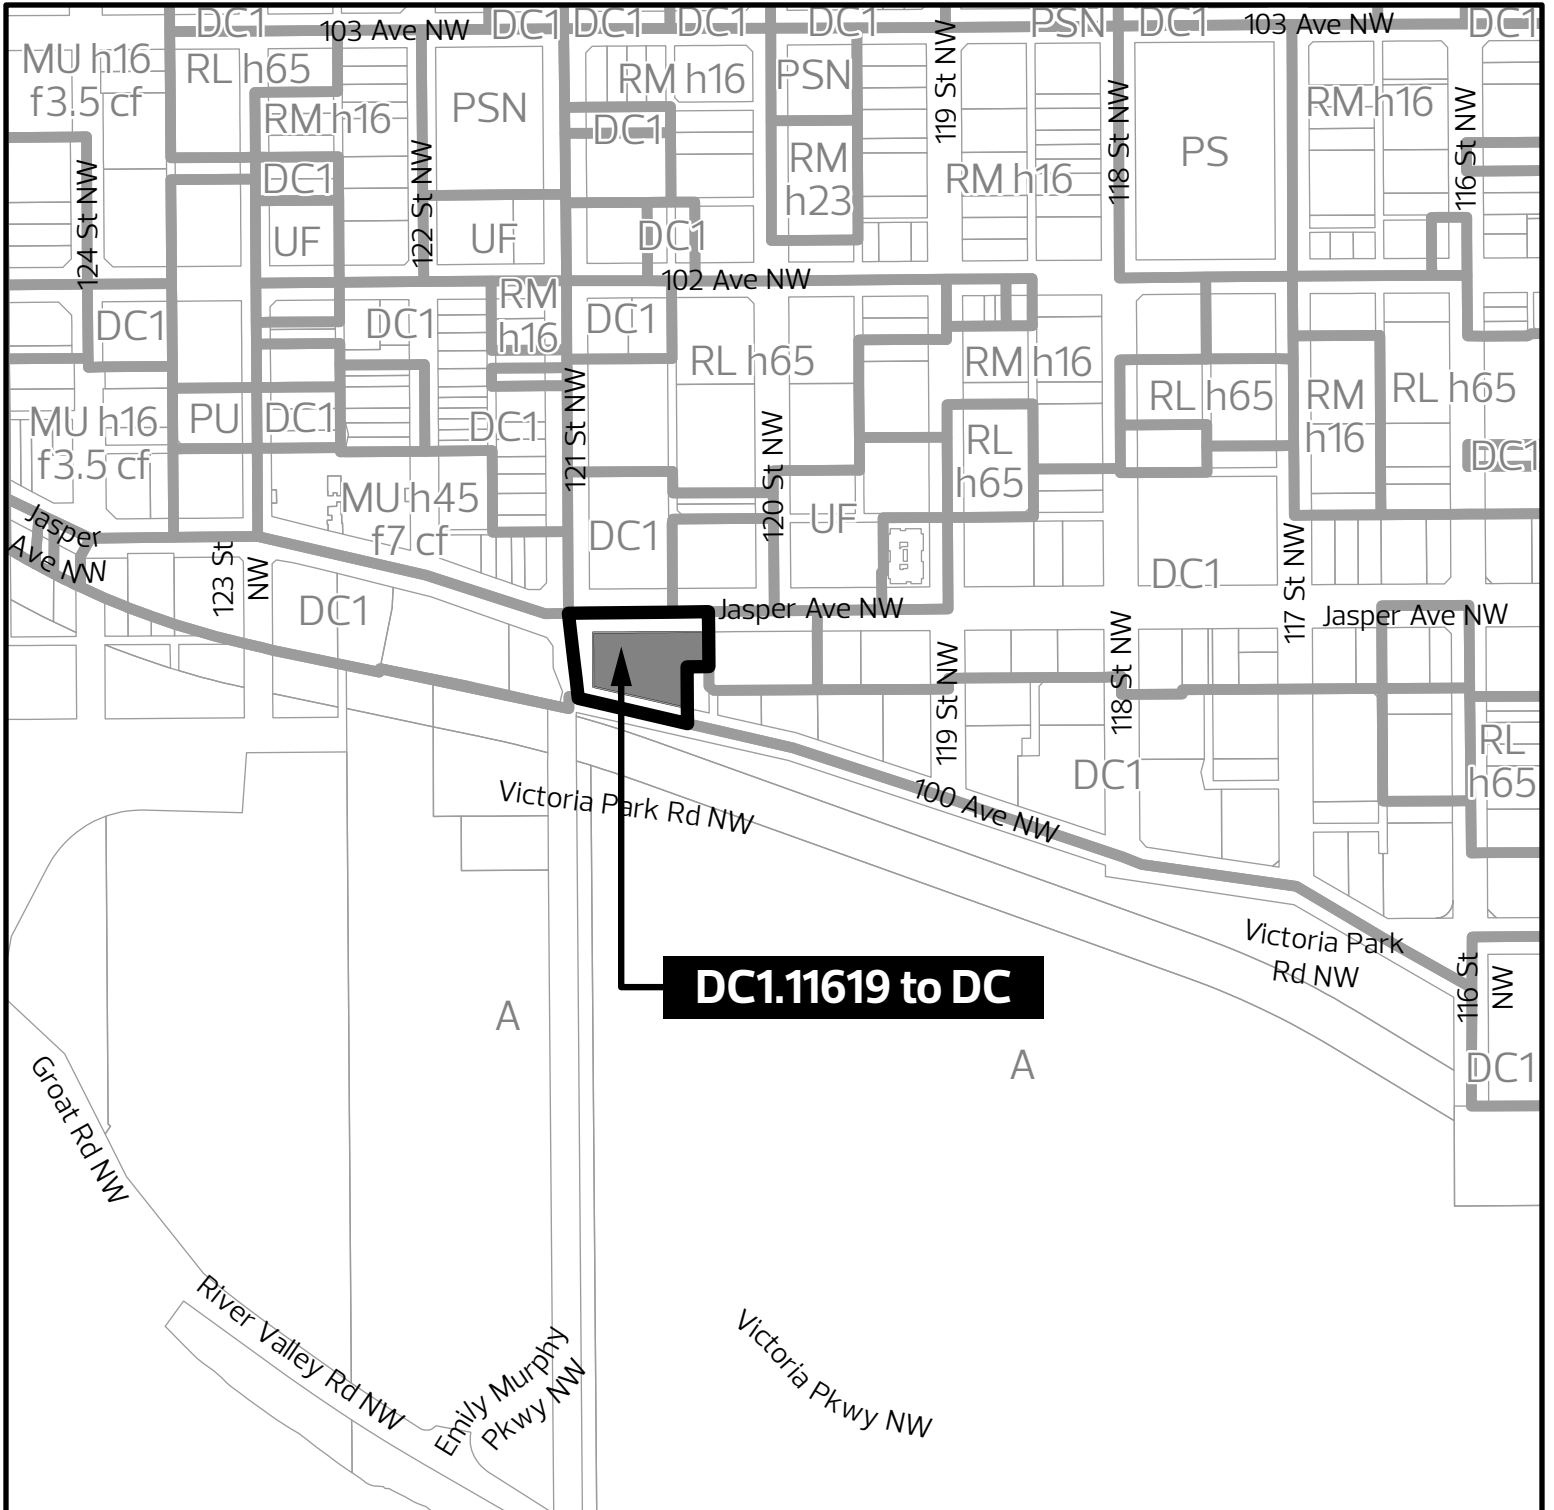 DC1
103 Ave NW
DC1
DC1
DC1
DC1
PSN
DC1
103 Ave NW
DC1
MU h16
f3.5 cf
RL h65
RM h16
PSN
RM h16
DC1
PSN
RM
h23
119 St NW
RM h16
118 St NW
PS
RM h16
116 St NW
124 St NW
DC1
UF
122 St NW
UF
DC1
102 Ave NW
DC1
DC1
RM
h16
DC1
RL h65
RM h16
RL h65
RM
h16
RL h65
MU h16
f3.5 cf
PU
DC1
DC1
121 St NW
120 St NW
RL
h65
DC1
MU h45
f7 cf
DC1
UF
Jasper
Ave NW
123 St
NW
DC1
DC1
117 St NW
Jasper Ave NW
Jasper Ave NW
119 St NW
118 St NW
RL
h65
DC1
100 Ave NW
Victoria Park Rd NW
Victoria Park
Rd NW
116 St
NW
DC1.11619 to DC
A
A
DC1
Groat Rd NW
River Valley Rd NW
Emily Murphy
Pkwy NW
Victoria Pkwy NW